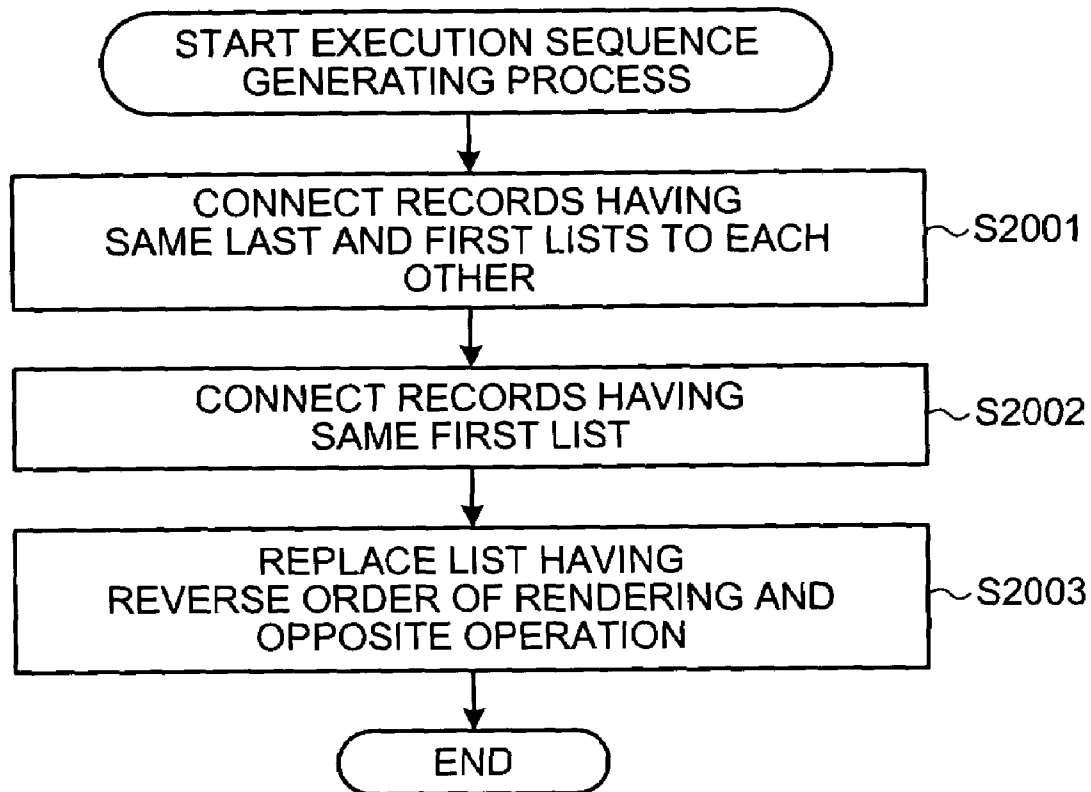 START EXECUTION SEQUENCE
GENERATING PROCESS
CONNECT RECORDS HAVING
SAME LAST AND FIRST LISTS TO EACH
OTHER
S2001
CONNECT RECORDS HAVING
SAME FIRST LIST
S2002
REPLACE LIST HAVING
REVERSE ORDER OF RENDERING AND
OPPOSITE OPERATION
S2003
END